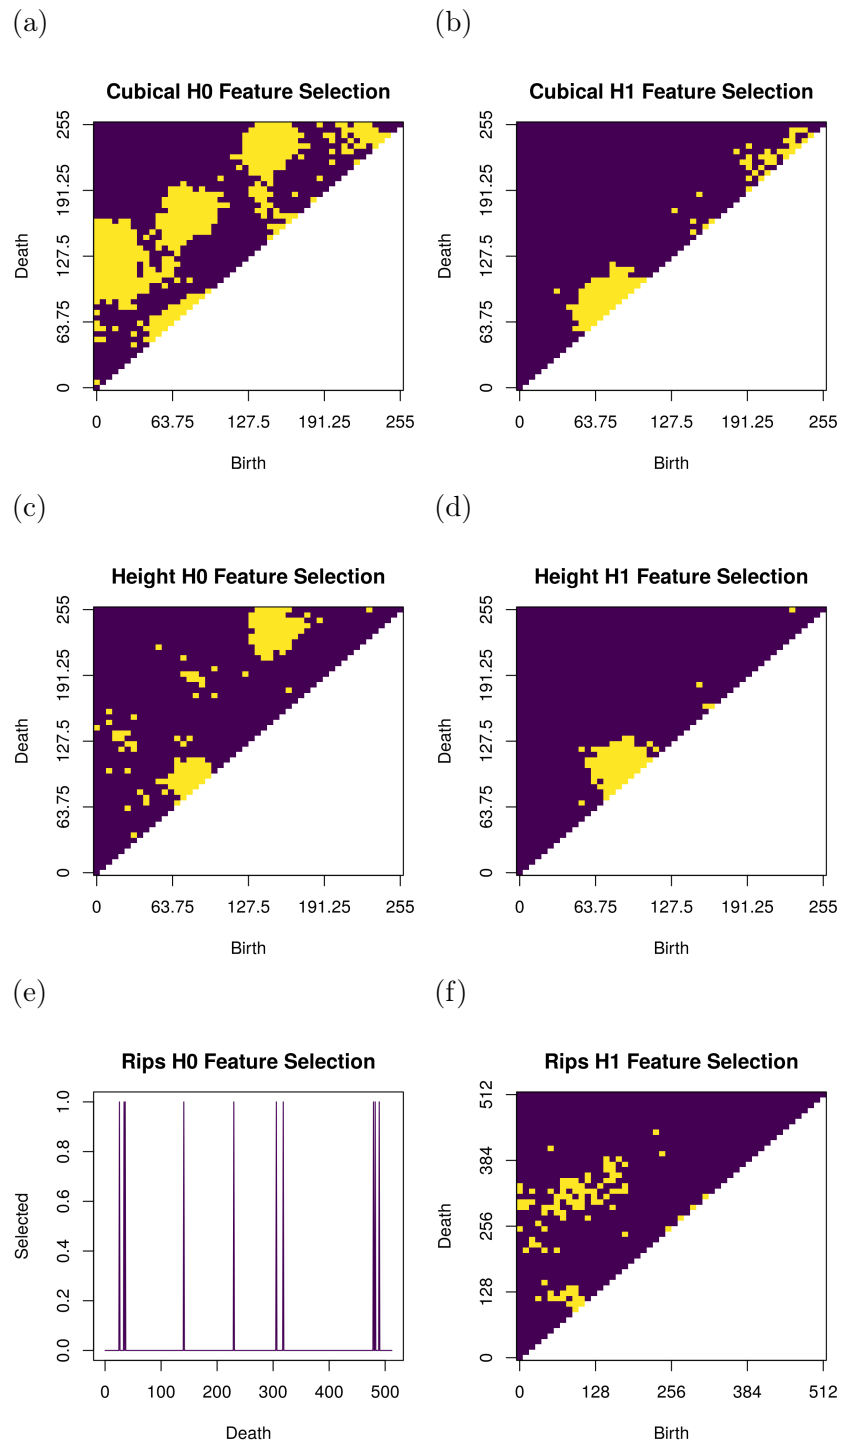 (a)
(b)
Cubical H0 Feature Selection
Cubical H1 Feature Selection
Death
0 63.75 127.5 191.25 255
0 63.75 127.5 191.25 255
Birth
Death
0 63.75 127.5 191.25 255
0 63.75 127.5 191.25 255
Birth
(c)
(d)
Height H0 Feature Selection
Height H1 Feature Selection
Death
0 63.75 127.5 191.25 255
0 63.75 127.5 191.25 255
Birth
Death
0 63.75 127.5 191.25 255
0 63.75 127.5 191.25 255
Birth
(e)
(f)
Rips H0 Feature Selection
Rips H1 Feature Selection
Selected
0.0 0.2 0.4 0.6 0.8 1.0
0 100 200 300 400 500
Death
Death
0 128 256 384 512
0 128 256 384 512
Birth